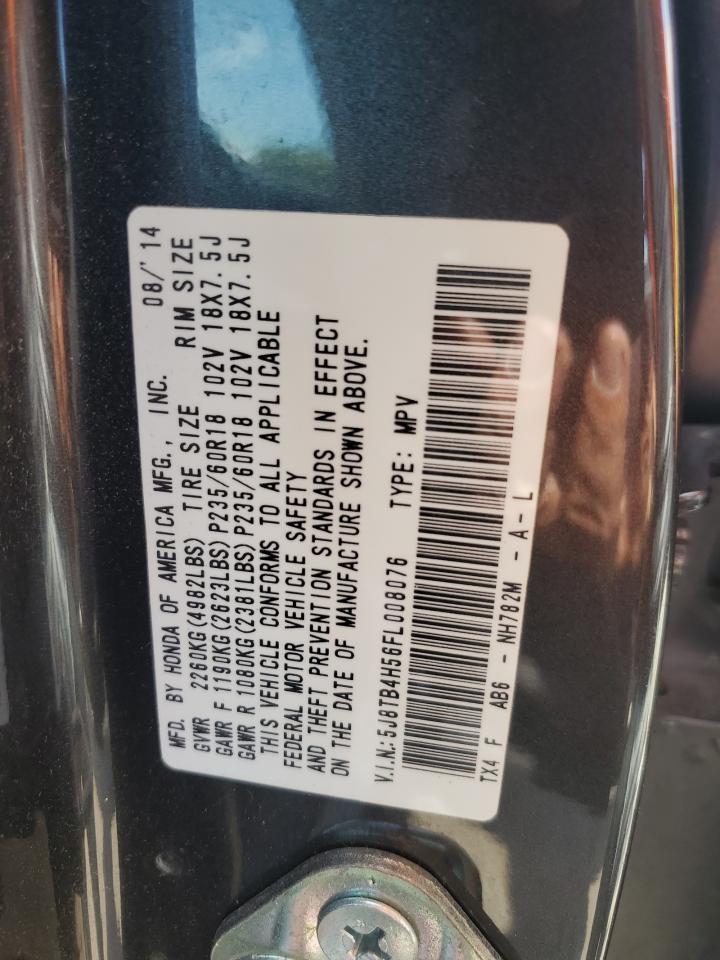 MFD. BY HONDA OF AMERICA MFG., INC. 08/'14
GVWR 2260KG(4982LBS) TIRE SIZE RIM SIZE
GAWR F 1190KG(2623LBS) P235/60R18 102V 18X7.5J
GAWR R 1080KG(2381LBS) P235/60R18 102V 18X7.5J
THIS VEHICLE CONFORMS TO ALL APPLICABLE
FEDERAL MOTOR VEHICLE SAFETY
AND THEFT PREVENTION STANDARDS IN EFFECT
ON THE DATE OF MANUFACTURE SHOWN ABOVE.
V.I.N.: 5J8TB4H56FL008076 TYPE: MPV
TX4 F AB6 - NH782M - A - L